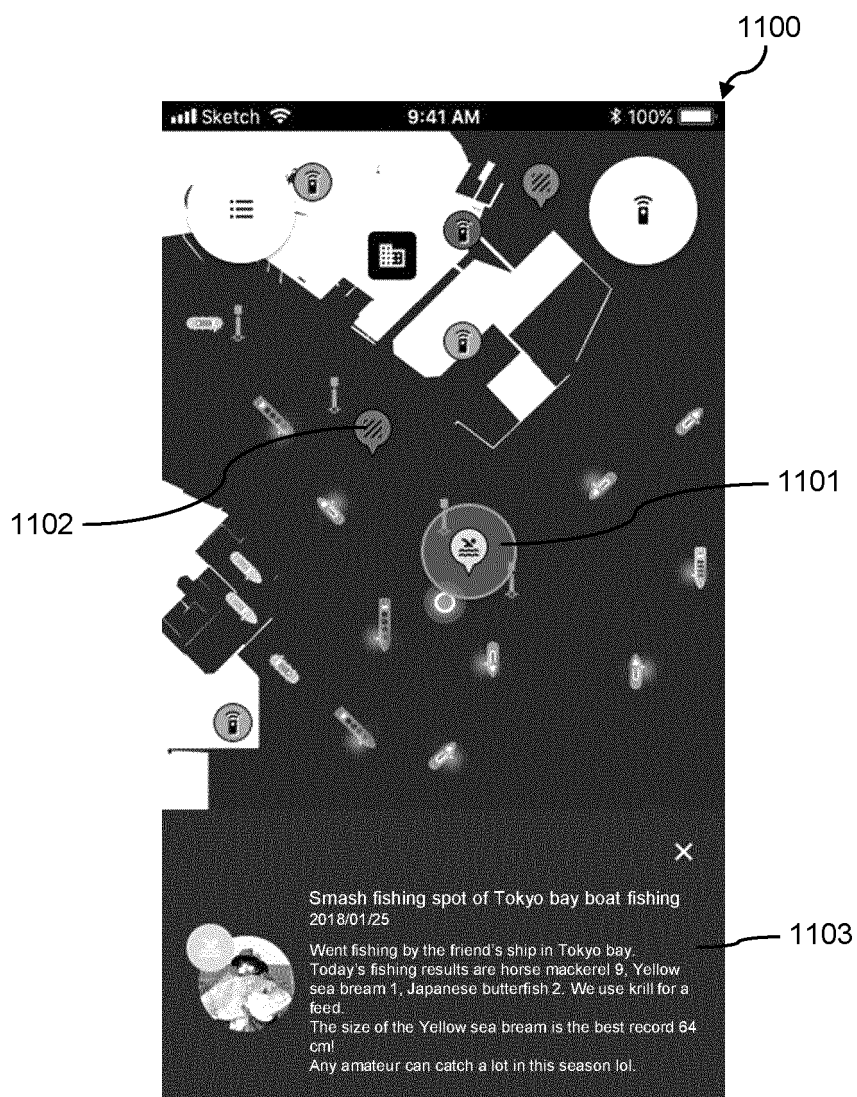 1100
Sketch 9:41 AM 100%
1101
1102
Smash fishing spot of Tokyo bay boat fishing
2018/01/25
1103
Went fishing by the friend's ship in Tokyo bay.
Today's fishing results are horse mackerel 9, Yellow
sea bream 1, Japanese butterfish 2. We use krill for a
feed.
The size of the Yellow sea bream is the best record 64
cm!
Any amateur can catch a lot in this season lol.